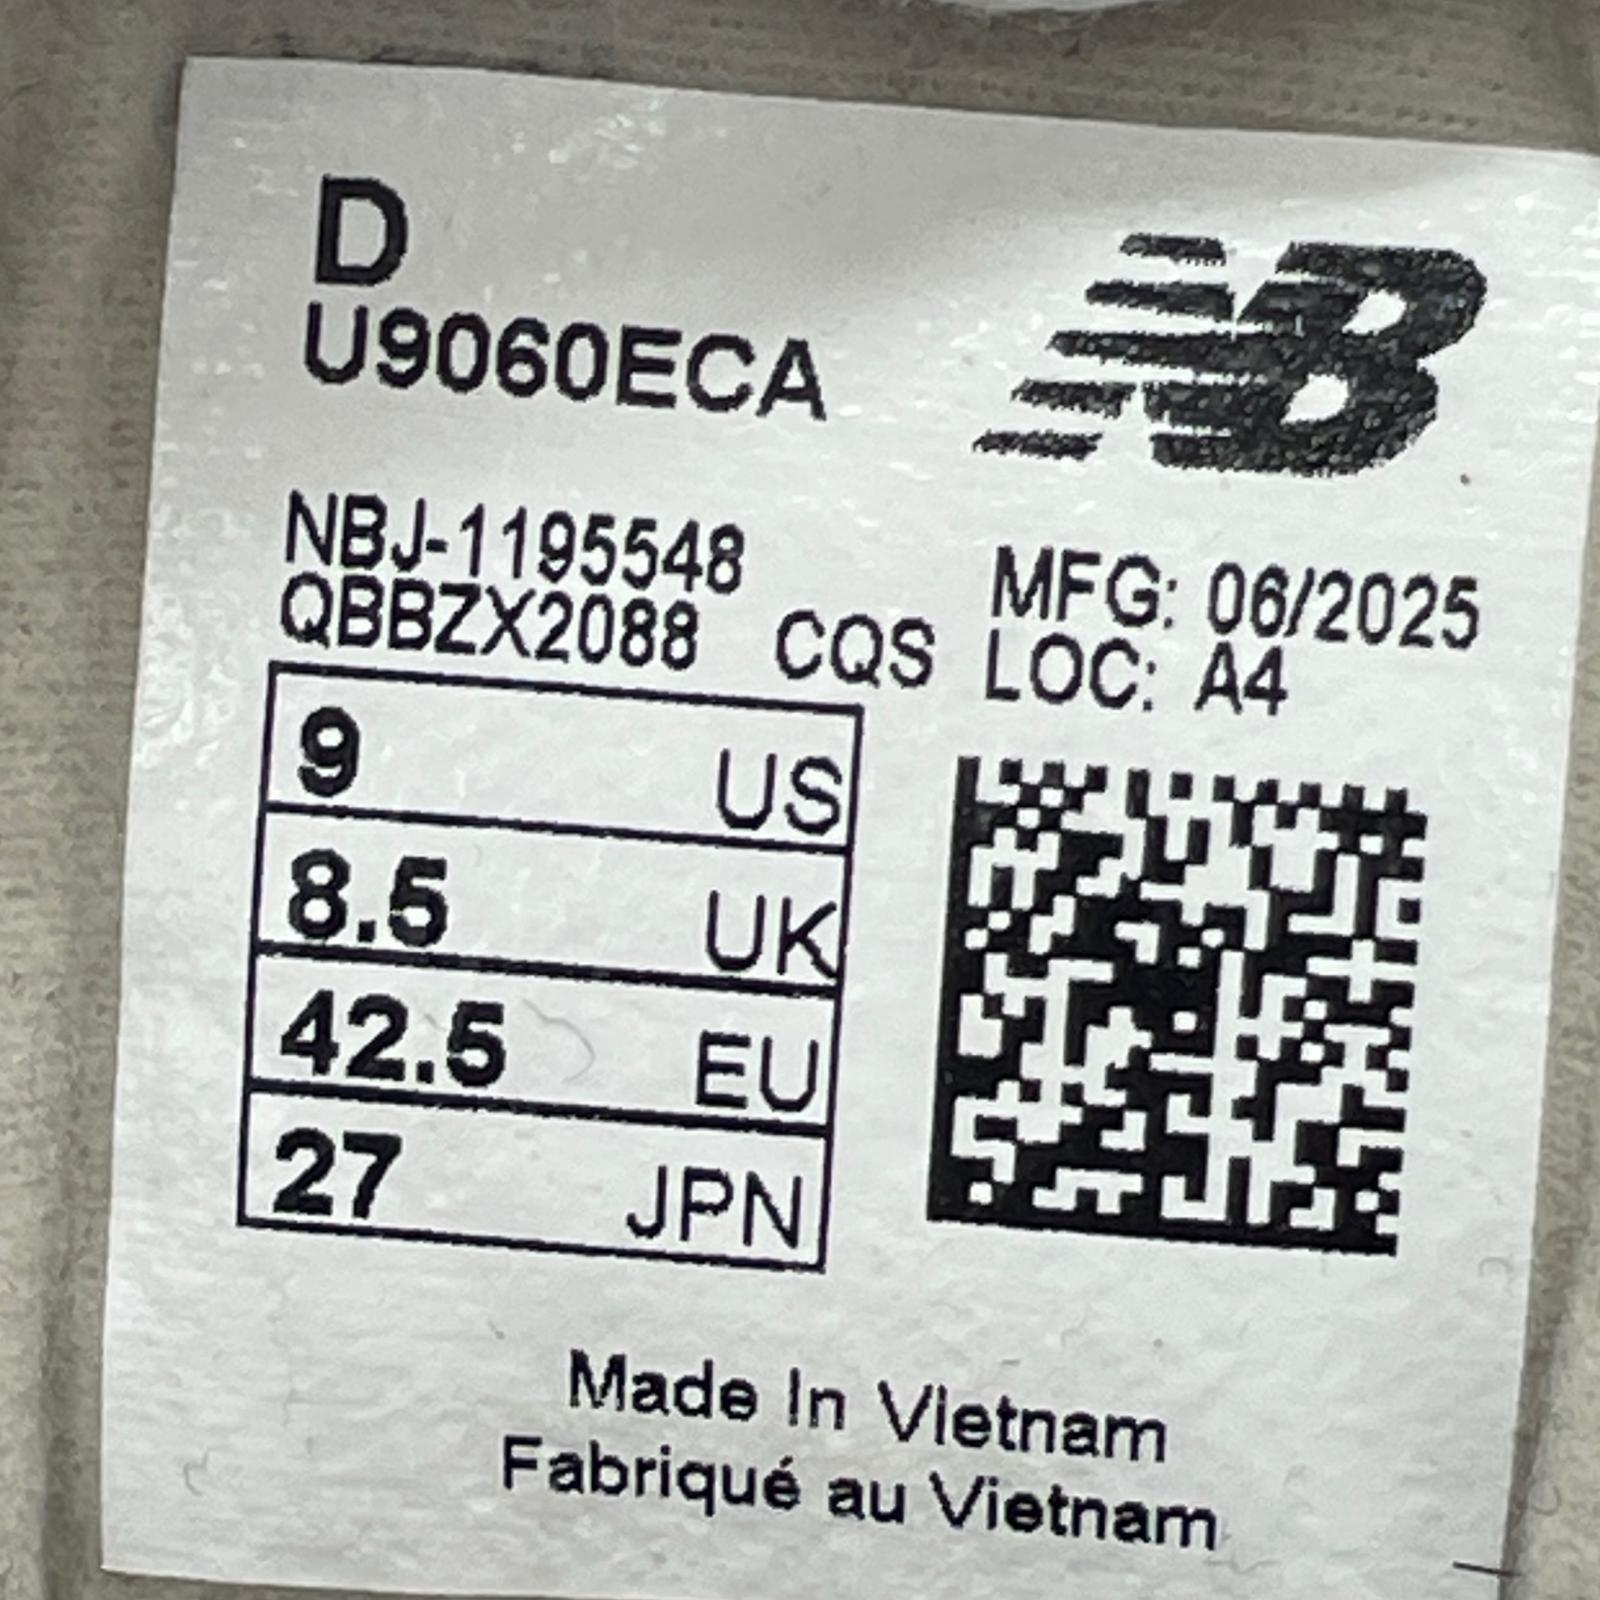 D
U9060ECA
NB
NBJ-1195548
QBBZX2088 CQS
MFG: 06/2025
LOC: A4
9 US
8.5 UK
42.5 EU
27 JPN
Made In Vietnam
Fabriqué au Vietnam